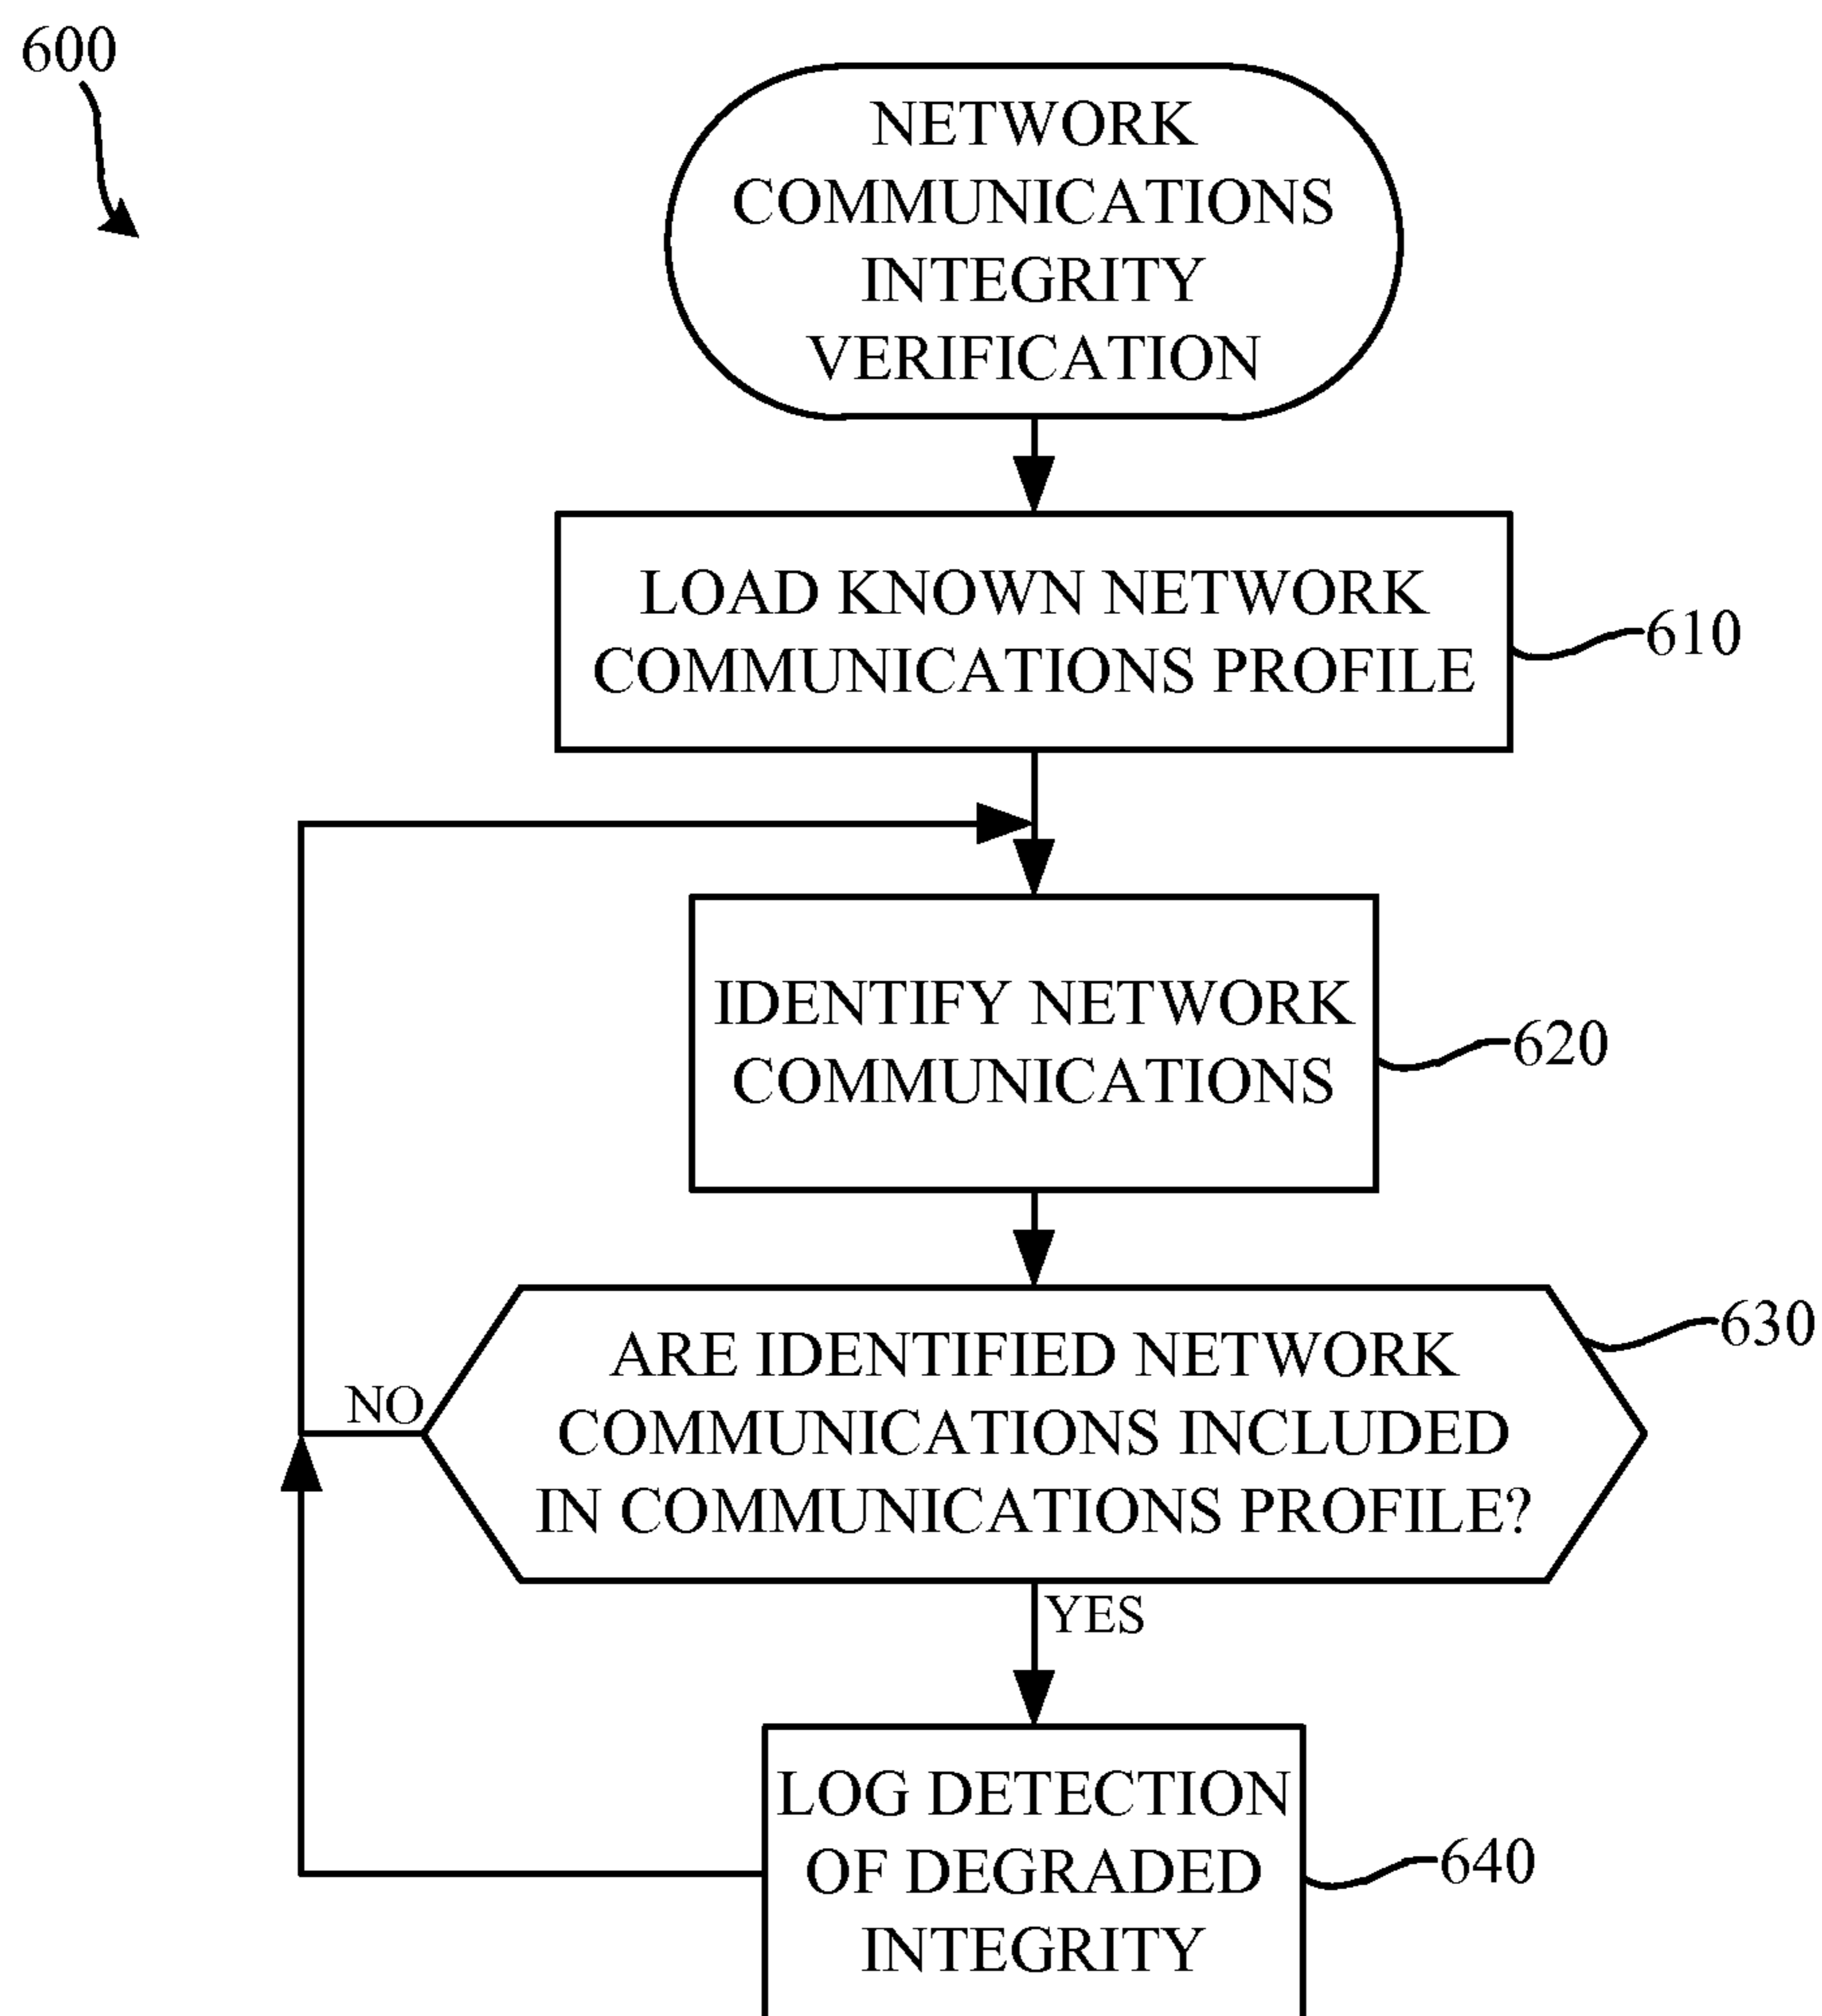 600
NETWORK
COMMUNICATIONS
INTEGRITY
VERIFICATION
LOAD KNOWN NETWORK
COMMUNICATIONS PROFILE
610
IDENTIFY NETWORK
COMMUNICATIONS
620
ARE IDENTIFIED NETWORK
COMMUNICATIONS INCLUDED
IN COMMUNICATIONS PROFILE?
630
NO
YES
LOG DETECTION
OF DEGRADED
INTEGRITY
640